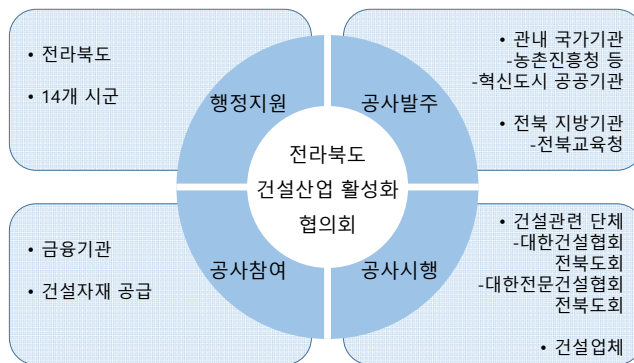 • 전라북도
• 14개 시군
행정지원
공사발주
• 관내 국가기관
-농촌진흥청 등
-혁신도시 공공기관
• 전북 지방기관
-전북교육청
전라북도
건설산업 활성화
협의회
• 금융기관
• 건설자재 공급
공사참여
공사시행
• 건설관련 단체
-대한건설협회
전북도회
-대한전문건설협회
전북도회
• 건설업체